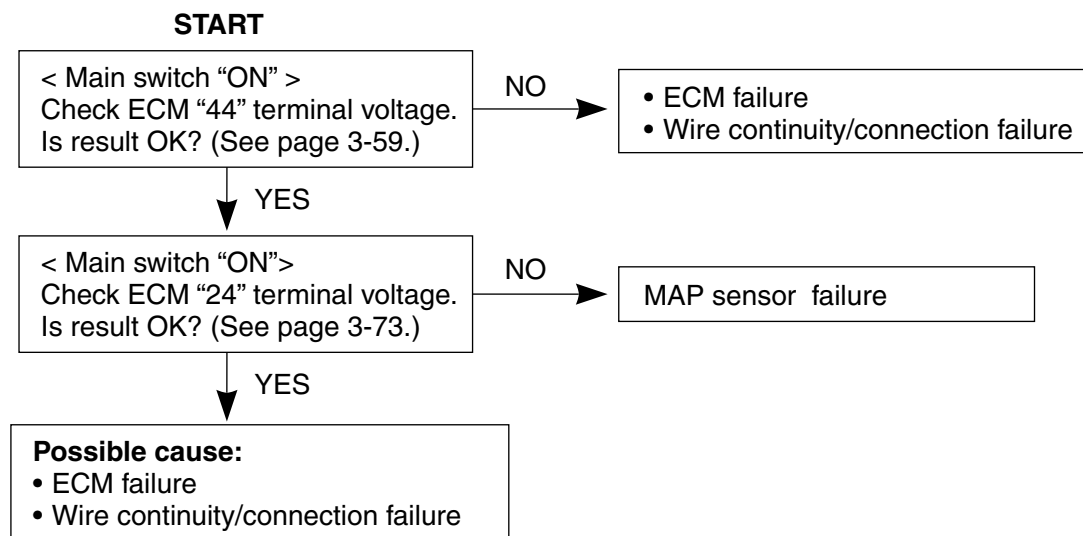 START
< Main switch “ON” >
Check ECM “44” terminal voltage.
Is result OK? (See page 3-59.)
NO
• ECM failure
• Wire continuity/connection failure
YES
< Main switch “ON”>
Check ECM “24” terminal voltage.
Is result OK? (See page 3-73.)
NO
MAP sensor failure
YES
Possible cause:
• ECM failure
• Wire continuity/connection failure